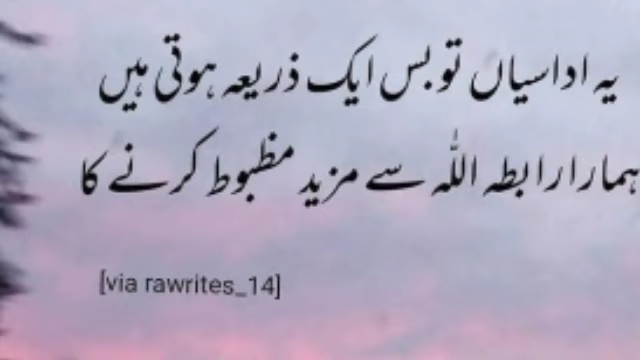 یہ اداسیاں تو بس ایک ذریعہ ہوتی ہیں
ہمارا رابطہ اللہ سے مزید مظبوط کرنے کا
[via rawrites_14]